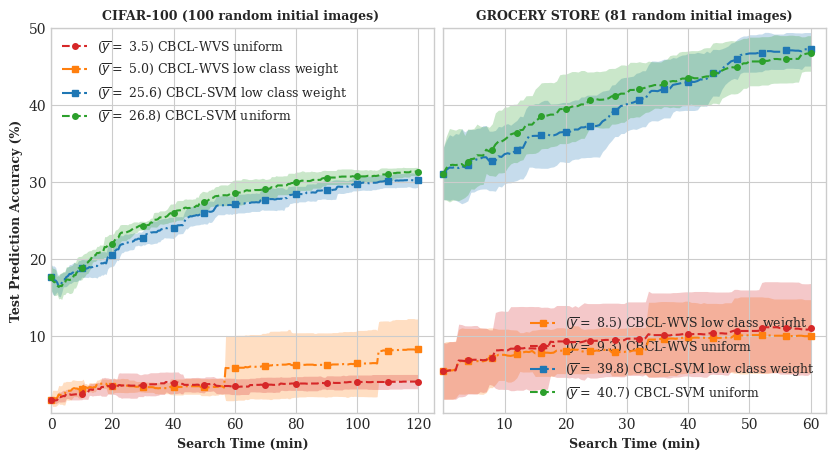 CIFAR-100 (100 random initial images)
50
40
30
20
10
Test Prediction Accuracy (%)
(y̅ = 3.5) CBCL-WVS uniform
(y̅ = 5.0) CBCL-WVS low class weight
(y̅ = 25.6) CBCL-SVM low class weight
(y̅ = 26.8) CBCL-SVM uniform
0 20 40 60 80 100 120
Search Time (min)
GROCERY STORE (81 random initial images)
(y̅ = 8.5) CBCL-WVS low class weight
(y̅ = 9.3) CBCL-WVS uniform
(y̅ = 39.8) CBCL-SVM low class weight
(y̅ = 40.7) CBCL-SVM uniform
10 20 30 40 50 60
Search Time (min)